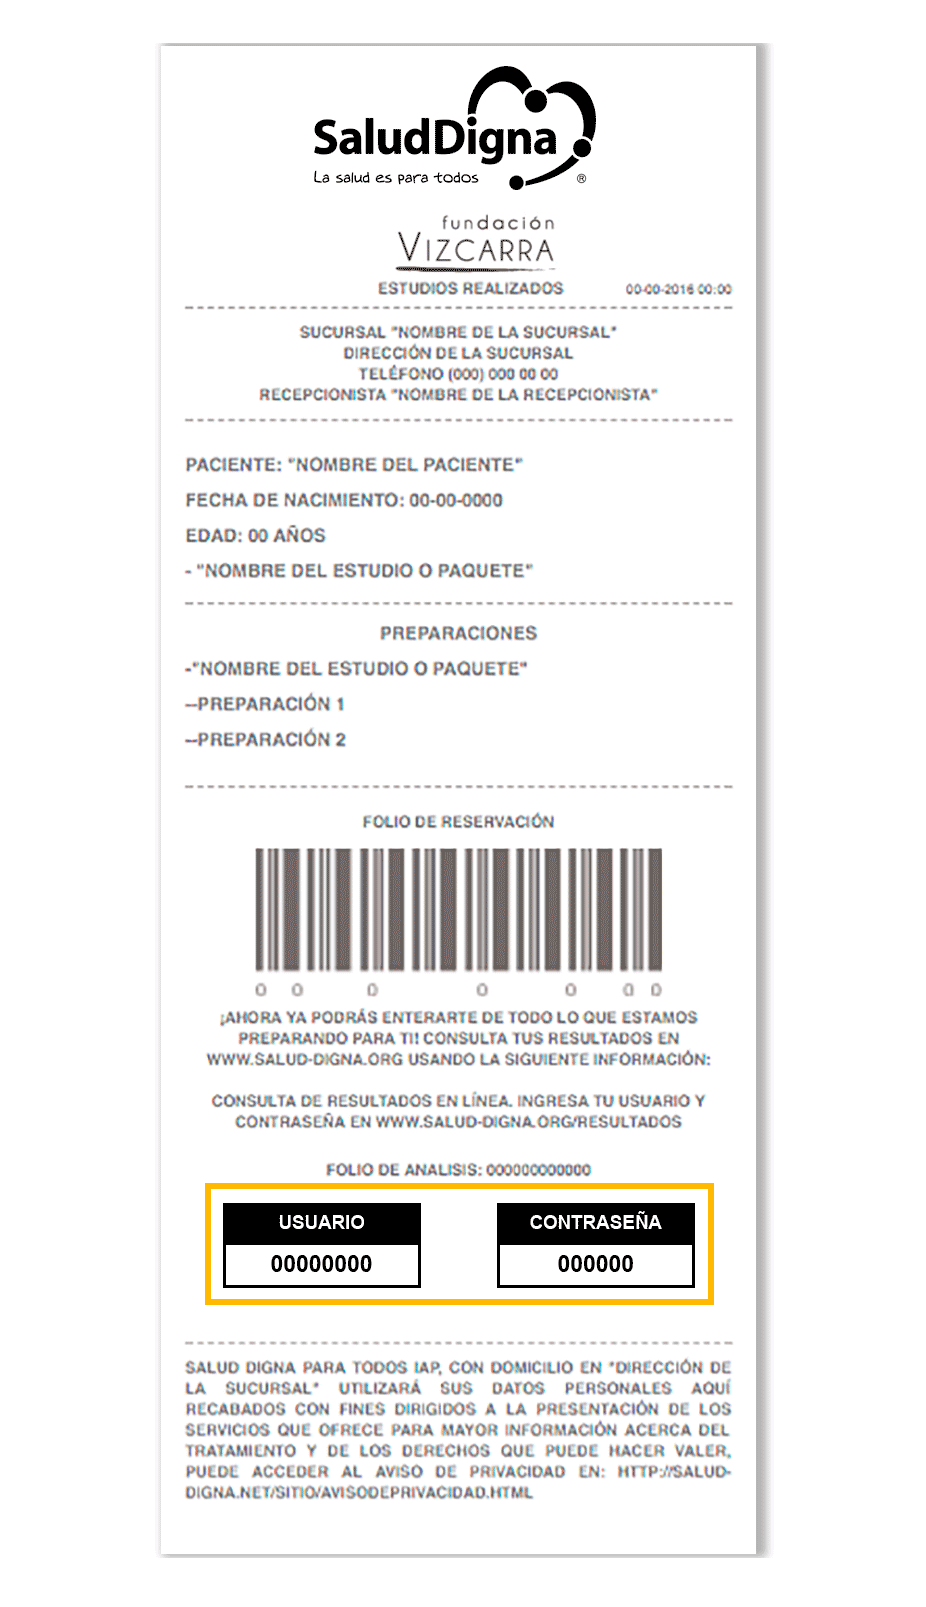 SaludDigna
La salud es para todos ®
fundación
VIZCARRA
ESTUDIOS REALIZADOS 00-00-2016 00:00
SUCURSAL "NOMBRE DE LA SUCURSAL"
DIRECCIÓN DE LA SUCURSAL
TELÉFONO (000) 000 00 00
RECEPCIONISTA "NOMBRE DE LA RECEPCIONISTA"
PACIENTE: "NOMBRE DEL PACIENTE"
FECHA DE NACIMIENTO: 00-00-0000
EDAD: 00 AÑOS
- "NOMBRE DEL ESTUDIO O PAQUETE"
PREPARACIONES
-"NOMBRE DEL ESTUDIO O PAQUETE"
--PREPARACIÓN 1
--PREPARACIÓN 2
FOLIO DE RESERVACIÓN
0 0 0 0 0 0 0
¡AHORA YA PODRÁS ENTERARTE DE TODO LO QUE ESTAMOS
PREPARANDO PARA TI! CONSULTA TUS RESULTADOS EN
WWW.SALUD-DIGNA.ORG USANDO LA SIGUIENTE INFORMACIÓN:
CONSULTA DE RESULTADOS EN LÍNEA. INGRESA TU USUARIO Y
CONTRASEÑA EN WWW.SALUD-DIGNA.ORG/RESULTADOS
FOLIO DE ANALISIS: 000000000000
USUARIO CONTRASEÑA
00000000 000000
SALUD DIGNA PARA TODOS IAP, CON DOMICILIO EN "DIRECCIÓN DE
LA SUCURSAL" UTILIZARÁ SUS DATOS PERSONALES AQUÍ
RECABADOS CON FINES DIRIGIDOS A LA PRESENTACIÓN DE LOS
SERVICIOS QUE OFRECE PARA MAYOR INFORMACIÓN ACERCA DEL
TRATAMIENTO Y DE LOS DERECHOS QUE PUEDE HACER VALER,
PUEDE ACCEDER AL AVISO DE PRIVACIDAD EN: HTTP://SALUD-
DIGNA.NET/SITIO/AVISODEPRIVACIDAD.HTML